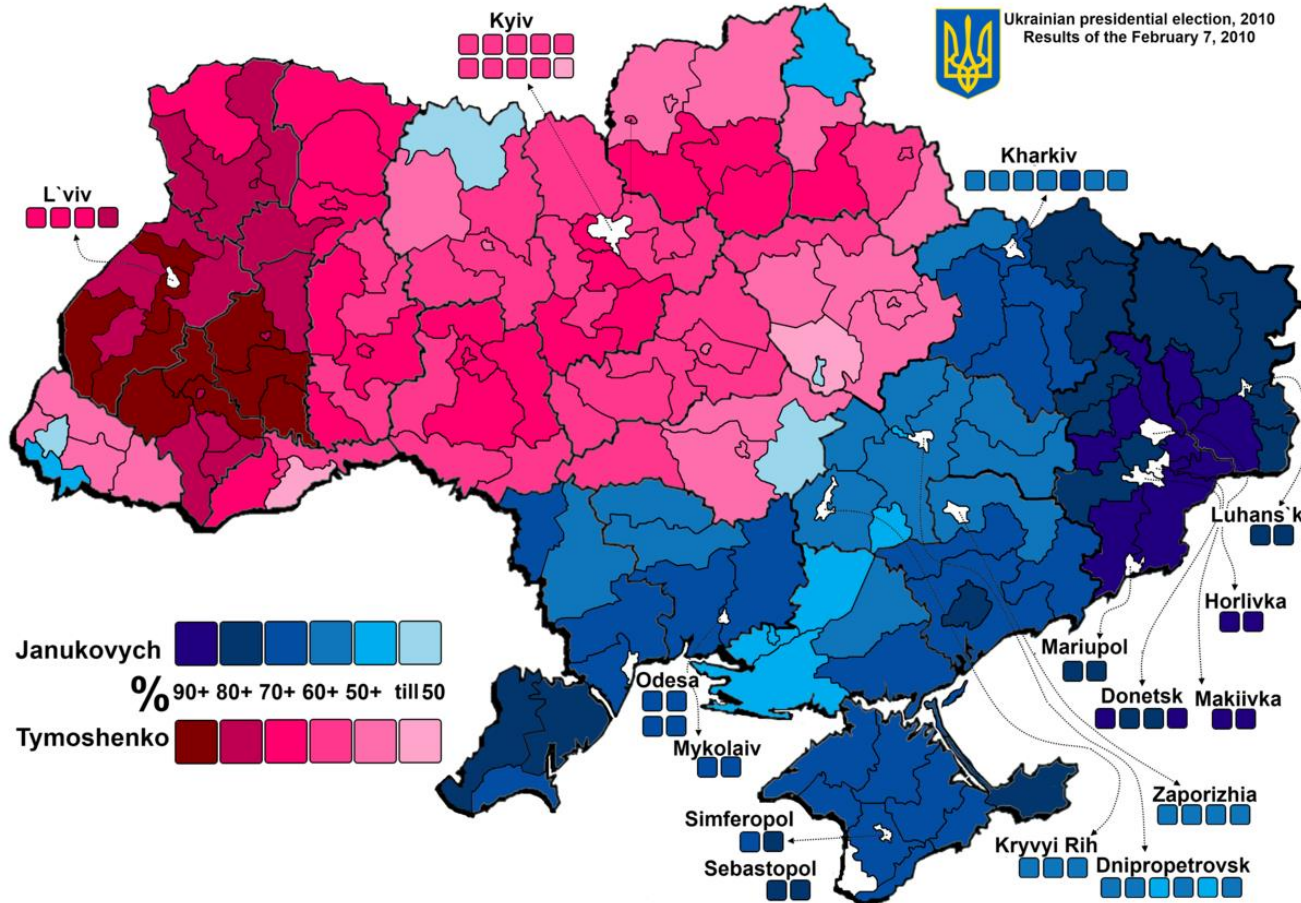 Kyiv
Ukrainian presidential election, 2010
Results of the February 7, 2010
Kharkiv
L`viv
Luhans`k
Horlivka
Janukovych
Mariupol
% 90+ 80+ 70+ 60+ 50+ till 50
Odesa
Donetsk
Makiivka
Tymoshenko
Mykolaiv
Zaporizhia
Simferopol
Kryvyi Rih
Dnipropetrovsk
Sebastopol